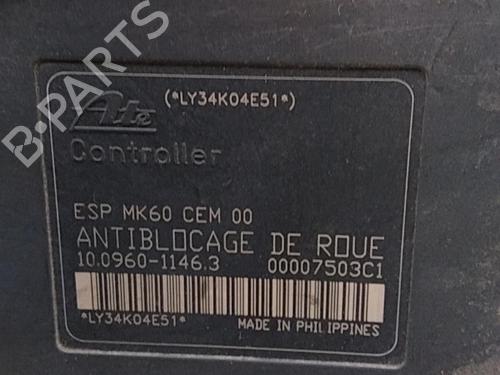 (*LY34K04E51*)
Ate
Controller
ESP MK60 CEM 00
ANTIBLOCAGE DE ROUE
10.0960-1146.3 00007503C1
*LY34K04E51*
MADE IN PHILIPPINES
B-PARTS